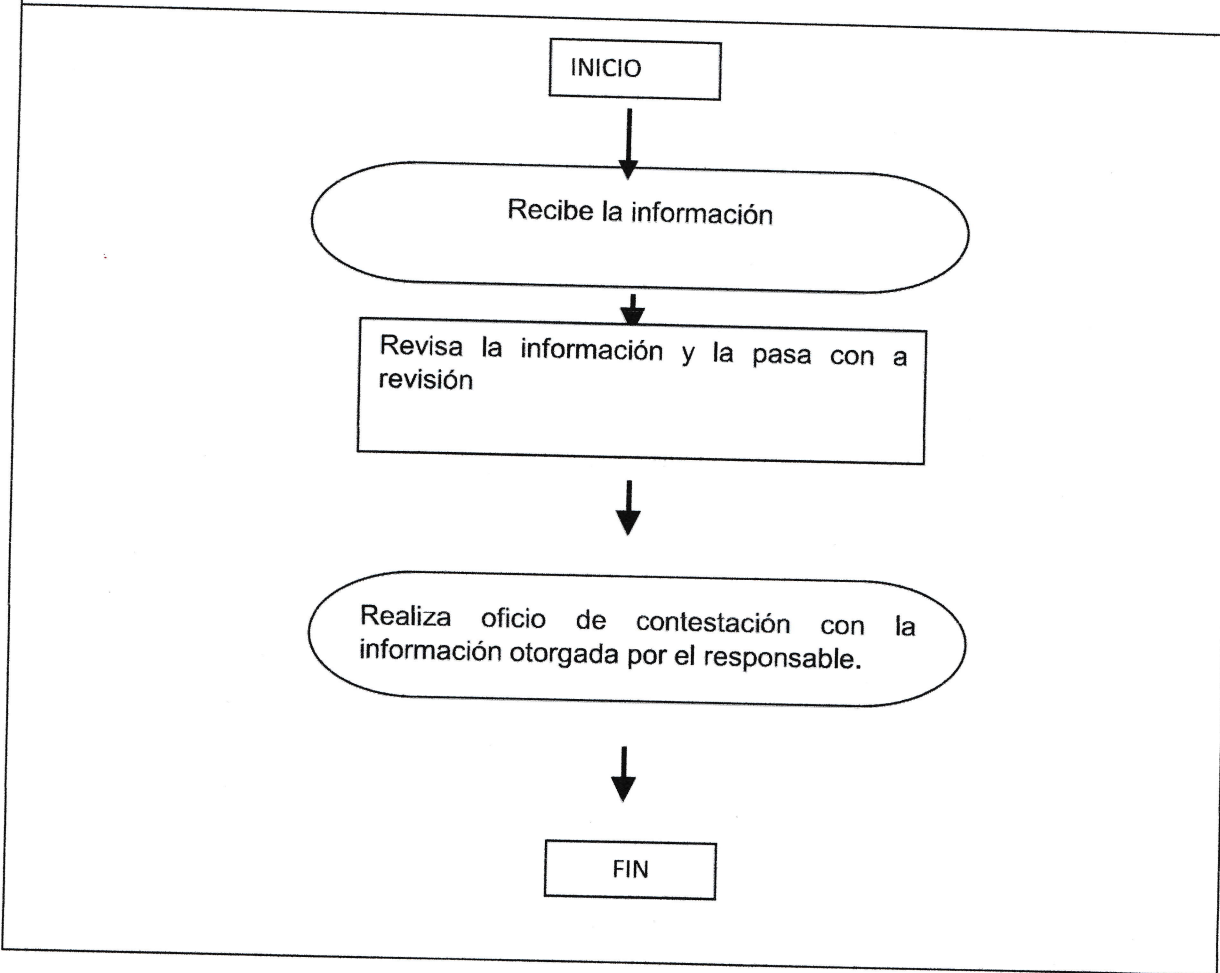 INICIO
Recibe la información
Revisa la información y la pasa con a
revisión
Realiza oficio de contestación con la
información otorgada por el responsable.
FIN